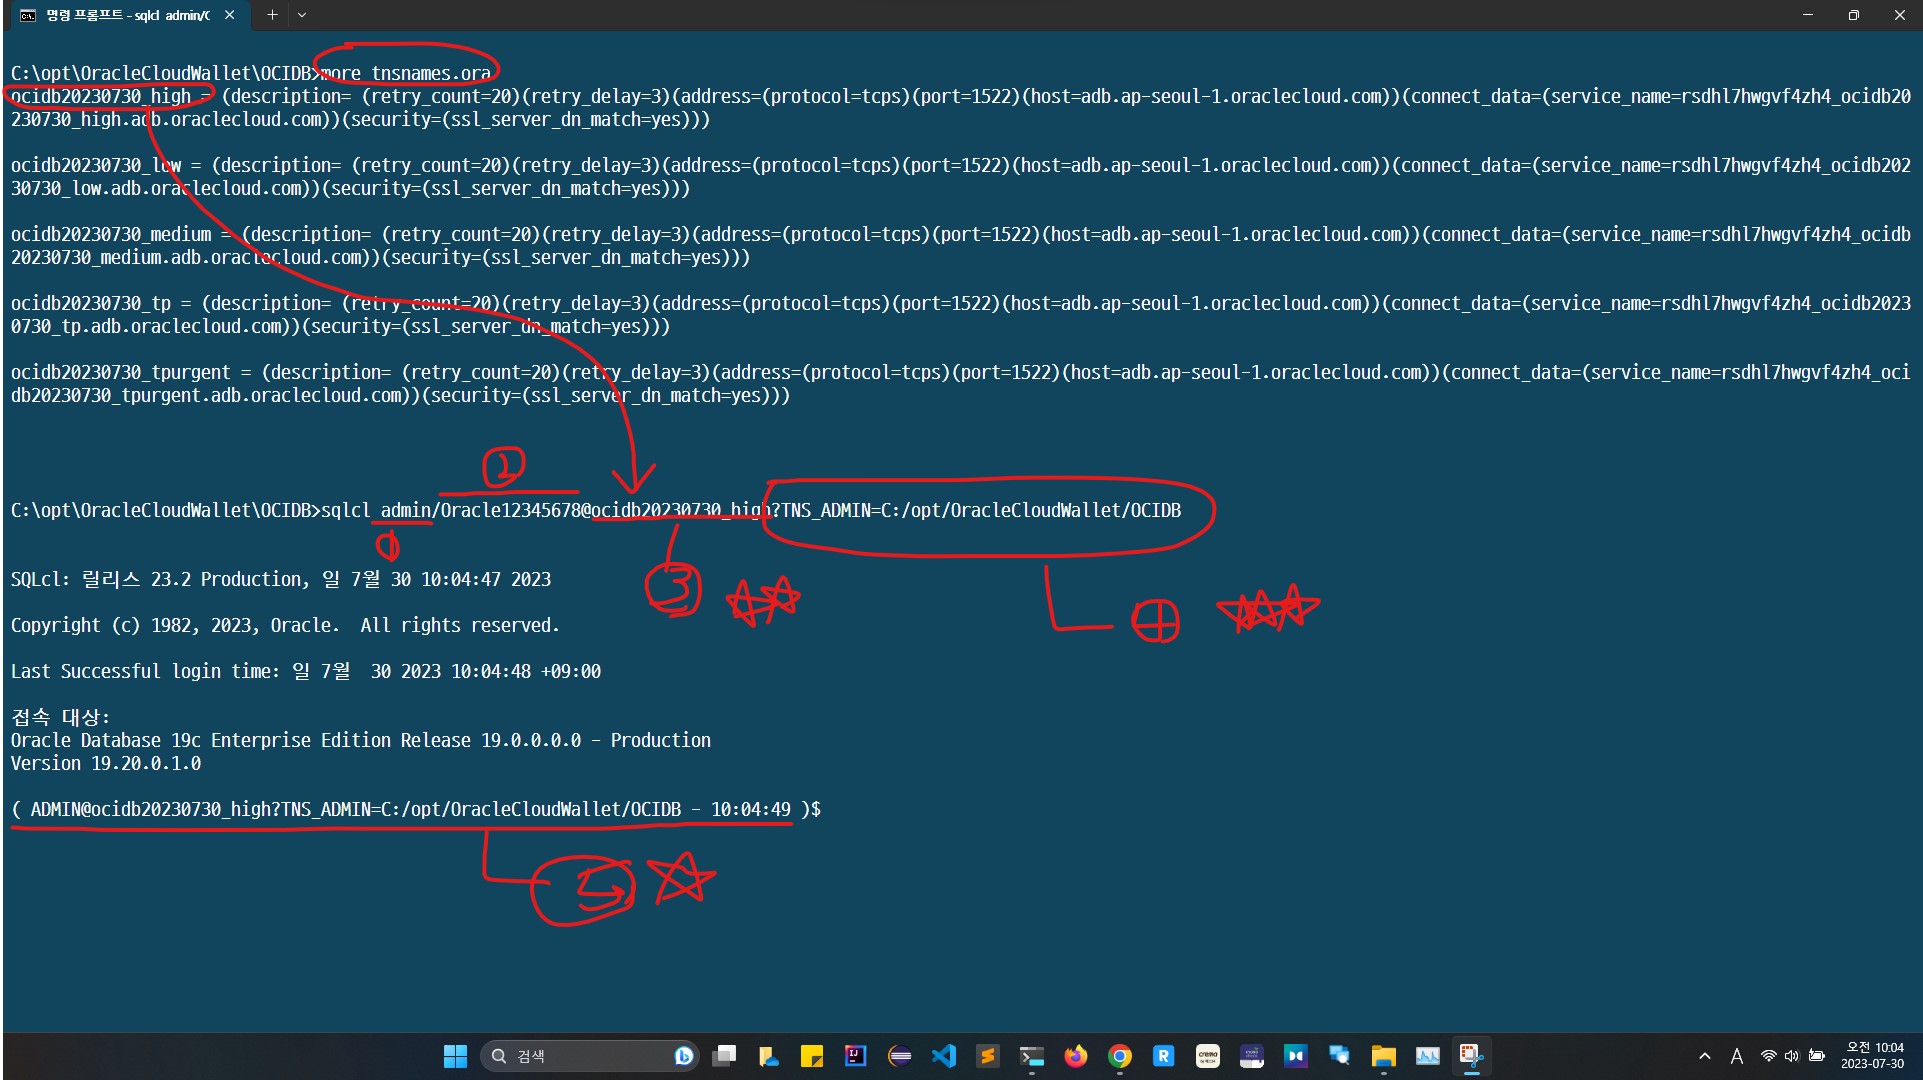 명령 프롬프트 - sqlcl admin/C
C:\opt\OracleCloudWallet\OCIDB>more tnsnames.ora
ocidb20230730_high = (description= (retry_count=20)(retry_delay=3)(address=(protocol=tcps)(port=1522)(host=adb.ap-seoul-1.oraclecloud.com))(connect_data=(service_name=rsdhl7hwgvf4zh4_ocidb20
230730_high.adb.oraclecloud.com))(security=(ssl_server_dn_match=yes)))
ocidb20230730_low = (description= (retry_count=20)(retry_delay=3)(address=(protocol=tcps)(port=1522)(host=adb.ap-seoul-1.oraclecloud.com))(connect_data=(service_name=rsdhl7hwgvf4zh4_ocidb202
30730_low.adb.oraclecloud.com))(security=(ssl_server_dn_match=yes)))
ocidb20230730_medium = (description= (retry_count=20)(retry_delay=3)(address=(protocol=tcps)(port=1522)(host=adb.ap-seoul-1.oraclecloud.com))(connect_data=(service_name=rsdhl7hwgvf4zh4_ocidb
20230730_medium.adb.oraclecloud.com))(security=(ssl_server_dn_match=yes)))
ocidb20230730_tp = (description= (retry_count=20)(retry_delay=3)(address=(protocol=tcps)(port=1522)(host=adb.ap-seoul-1.oraclecloud.com))(connect_data=(service_name=rsdhl7hwgvf4zh4_ocidb2023
0730_tp.adb.oraclecloud.com))(security=(ssl_server_dn_match=yes)))
ocidb20230730_tpurgent = (description= (retry_count=20)(retry_delay=3)(address=(protocol=tcps)(port=1522)(host=adb.ap-seoul-1.oraclecloud.com))(connect_data=(service_name=rsdhl7hwgvf4zh4_oci
db20230730_tpurgent.adb.oraclecloud.com))(security=(ssl_server_dn_match=yes)))
②
C:\opt\OracleCloudWallet\OCIDB>sqlcl admin/Oracle12345678@ocidb20230730_high?TNS_ADMIN=C:/opt/OracleCloudWallet/OCIDB
①
SQLcl: 릴리스 23.2 Production, 일 7월 30 10:04:47 2023
③
Copyright (c) 1982, 2023, Oracle.  All rights reserved.
④
Last Successful login time: 일 7월  30 2023 10:04:48 +09:00
접속 대상:
Oracle Database 19c Enterprise Edition Release 19.0.0.0.0 - Production
Version 19.20.0.1.0
( ADMIN@ocidb20230730_high?TNS_ADMIN=C:/opt/OracleCloudWallet/OCIDB - 10:04:49 )$
⑤
검색
A
오전 10:04
2023-07-30